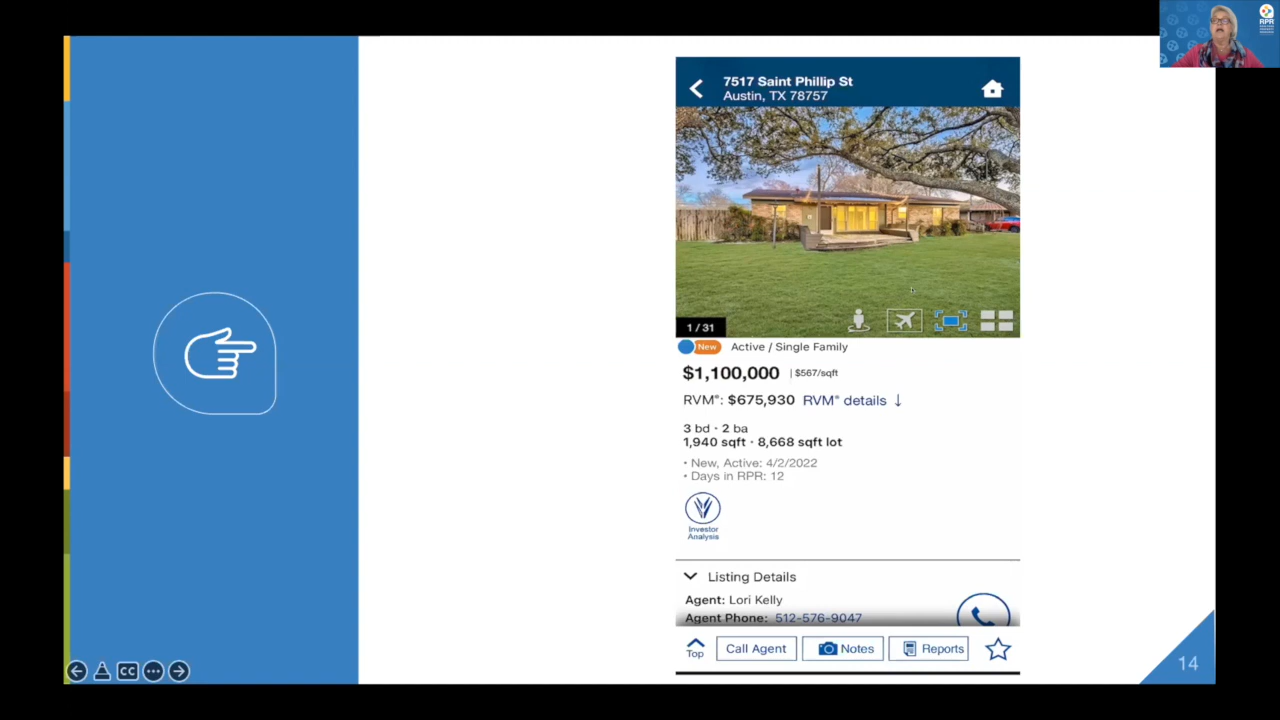 RPR
7517 Saint Phillip St
Austin, TX 78757
1 / 31
New Active / Single Family
$1,100,000 | $567/sqft
RVM®: $675,930 RVM® details ↓
3 bd · 2 ba
1,940 sqft · 8,668 sqft lot
• New, Active: 4/2/2022
• Days in RPR: 12
Investor
Analysis
Listing Details
Agent: Lori Kelly
Agent Phone: 512-576-9047
Top Call Agent Notes Reports
CC
14